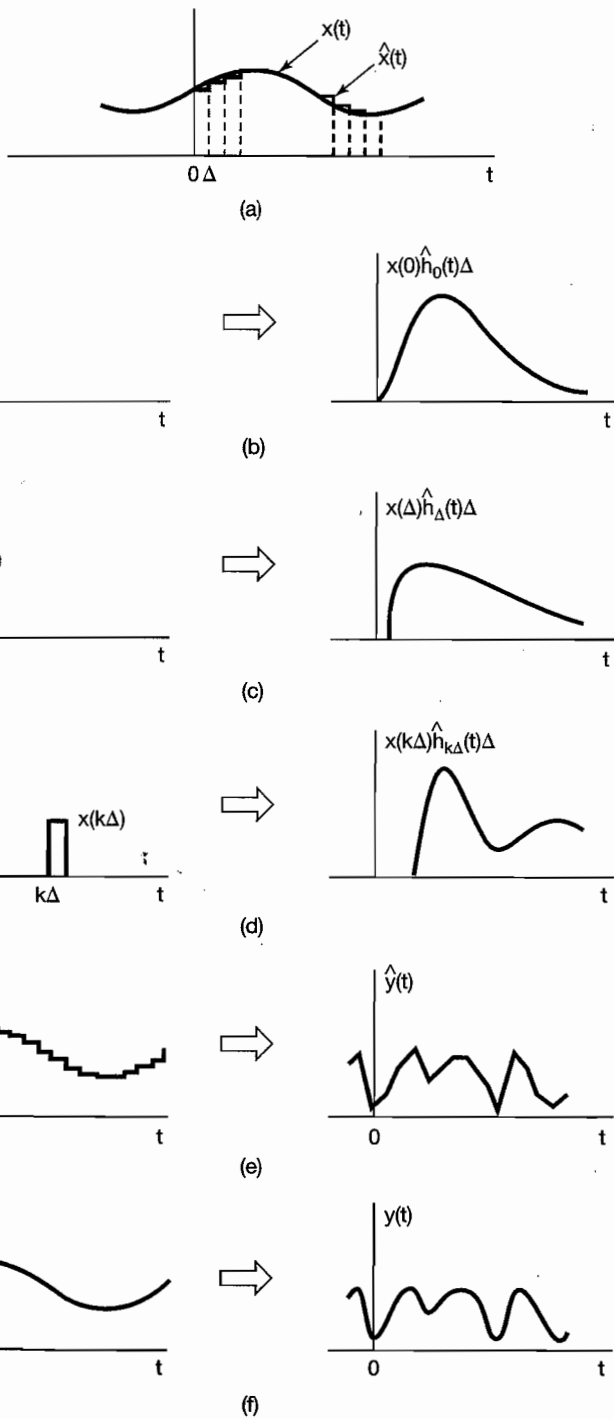 x(t)
x̂(t)
0 Δ t
(a)
x(0)ĥ₀(t)Δ
t t
(b)
x(Δ)ĥ_Δ(t)Δ
t t
(c)
x(kΔ)ĥ_kΔ(t)Δ
x(kΔ)
kΔ t t
(d)
ŷ(t)
t 0 t
(e)
y(t)
t 0 t
(f)